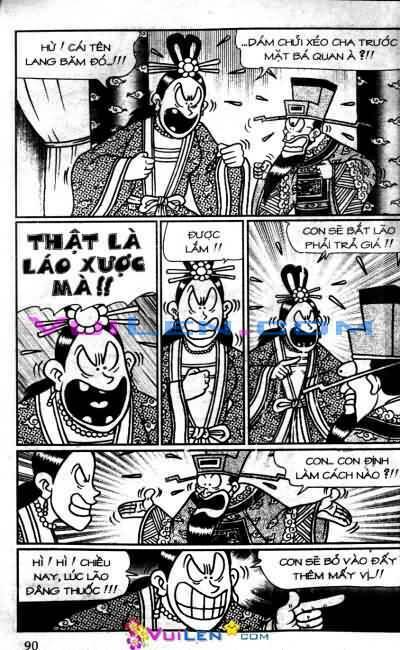 HỪ! CÁI TÊN
LANG BĂM ĐÓ...!!!
...DÁM CHỬI XÉO CHA TRƯỚC
MẶT BÁ QUAN À?!!
THẬT LÀ
LÁO XƯỢC
MÀ!!
ĐƯỢC
LẮM!!
CON SẼ BẮT LÃO
PHẢI TRẢ GIÁ!!
VUILEN.COM
CON... CON ĐỊNH
LÀM CÁCH NÀO?!!
HÌ! HÌ! CHIỀU
NAY, LÚC LÃO
DÂNG THUỐC!!!
CON SẼ BỎ VÀO ĐẤY
THÊM MẤY VỊ..!!
90
VUILEN.COM